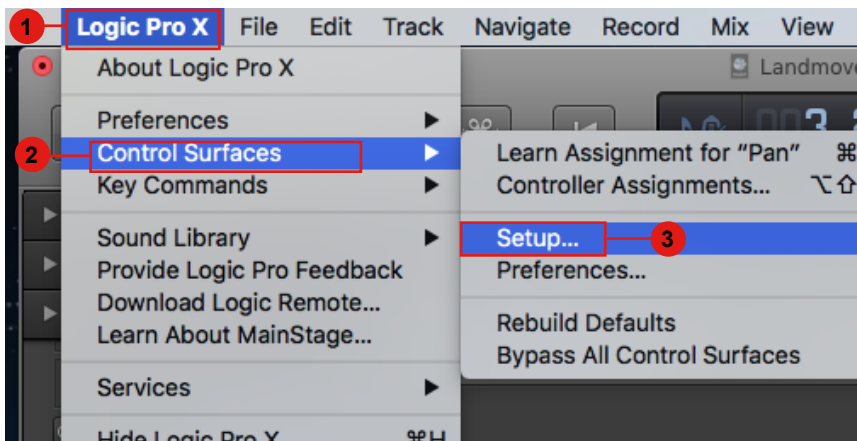 1 Logic Pro X File Edit Track Navigate Record Mix View
About Logic Pro X
Preferences
2 Control Surfaces
Key Commands
Sound Library
Provide Logic Pro Feedback
Download Logic Remote...
Learn About MainStage...
Services
Hide Logic Pro X ⌘H
Landmove
3
Learn Assignment for “Pan” ⌘
Controller Assignments... ⌥⇧
Setup... 3
Preferences...
Rebuild Defaults
Bypass All Control Surfaces